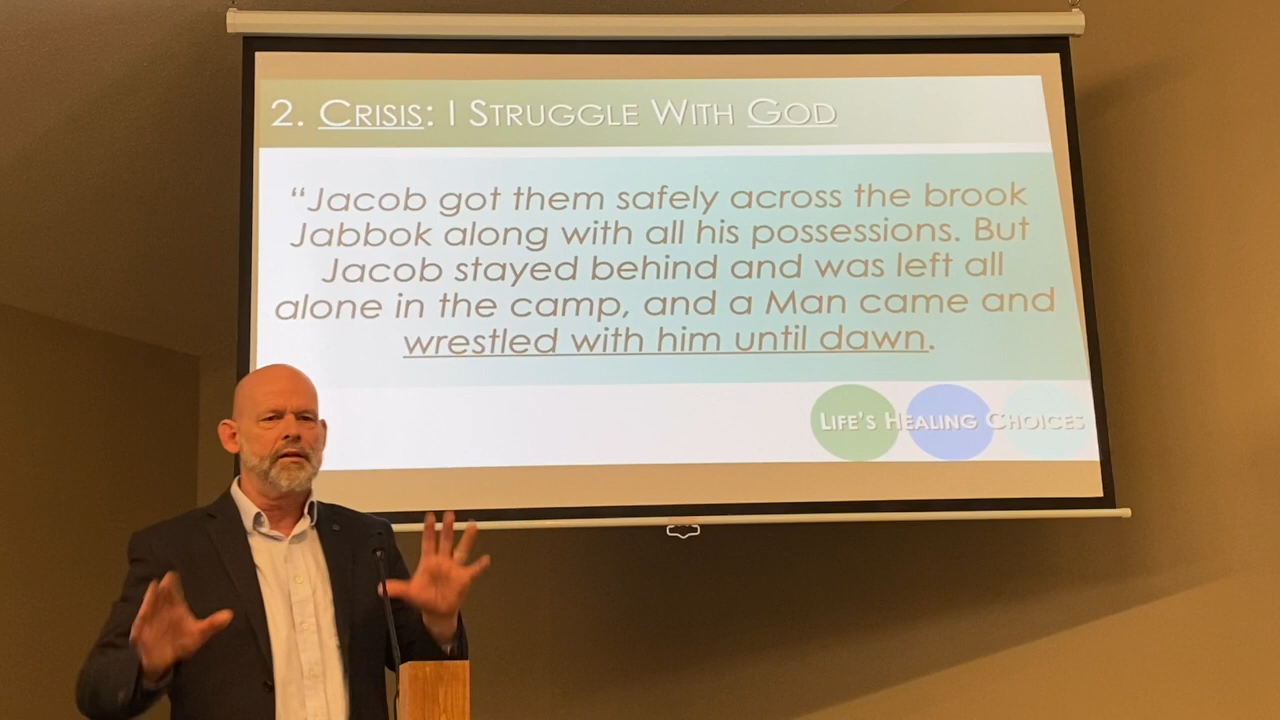 2. CRISIS: I STRUGGLE WITH GOD
“Jacob got them safely across the brook
Jabbok along with all his possessions. But
Jacob stayed behind and was left all
alone in the camp, and a Man came and
wrestled with him until dawn.
LIFE'S HEALING CHOICES